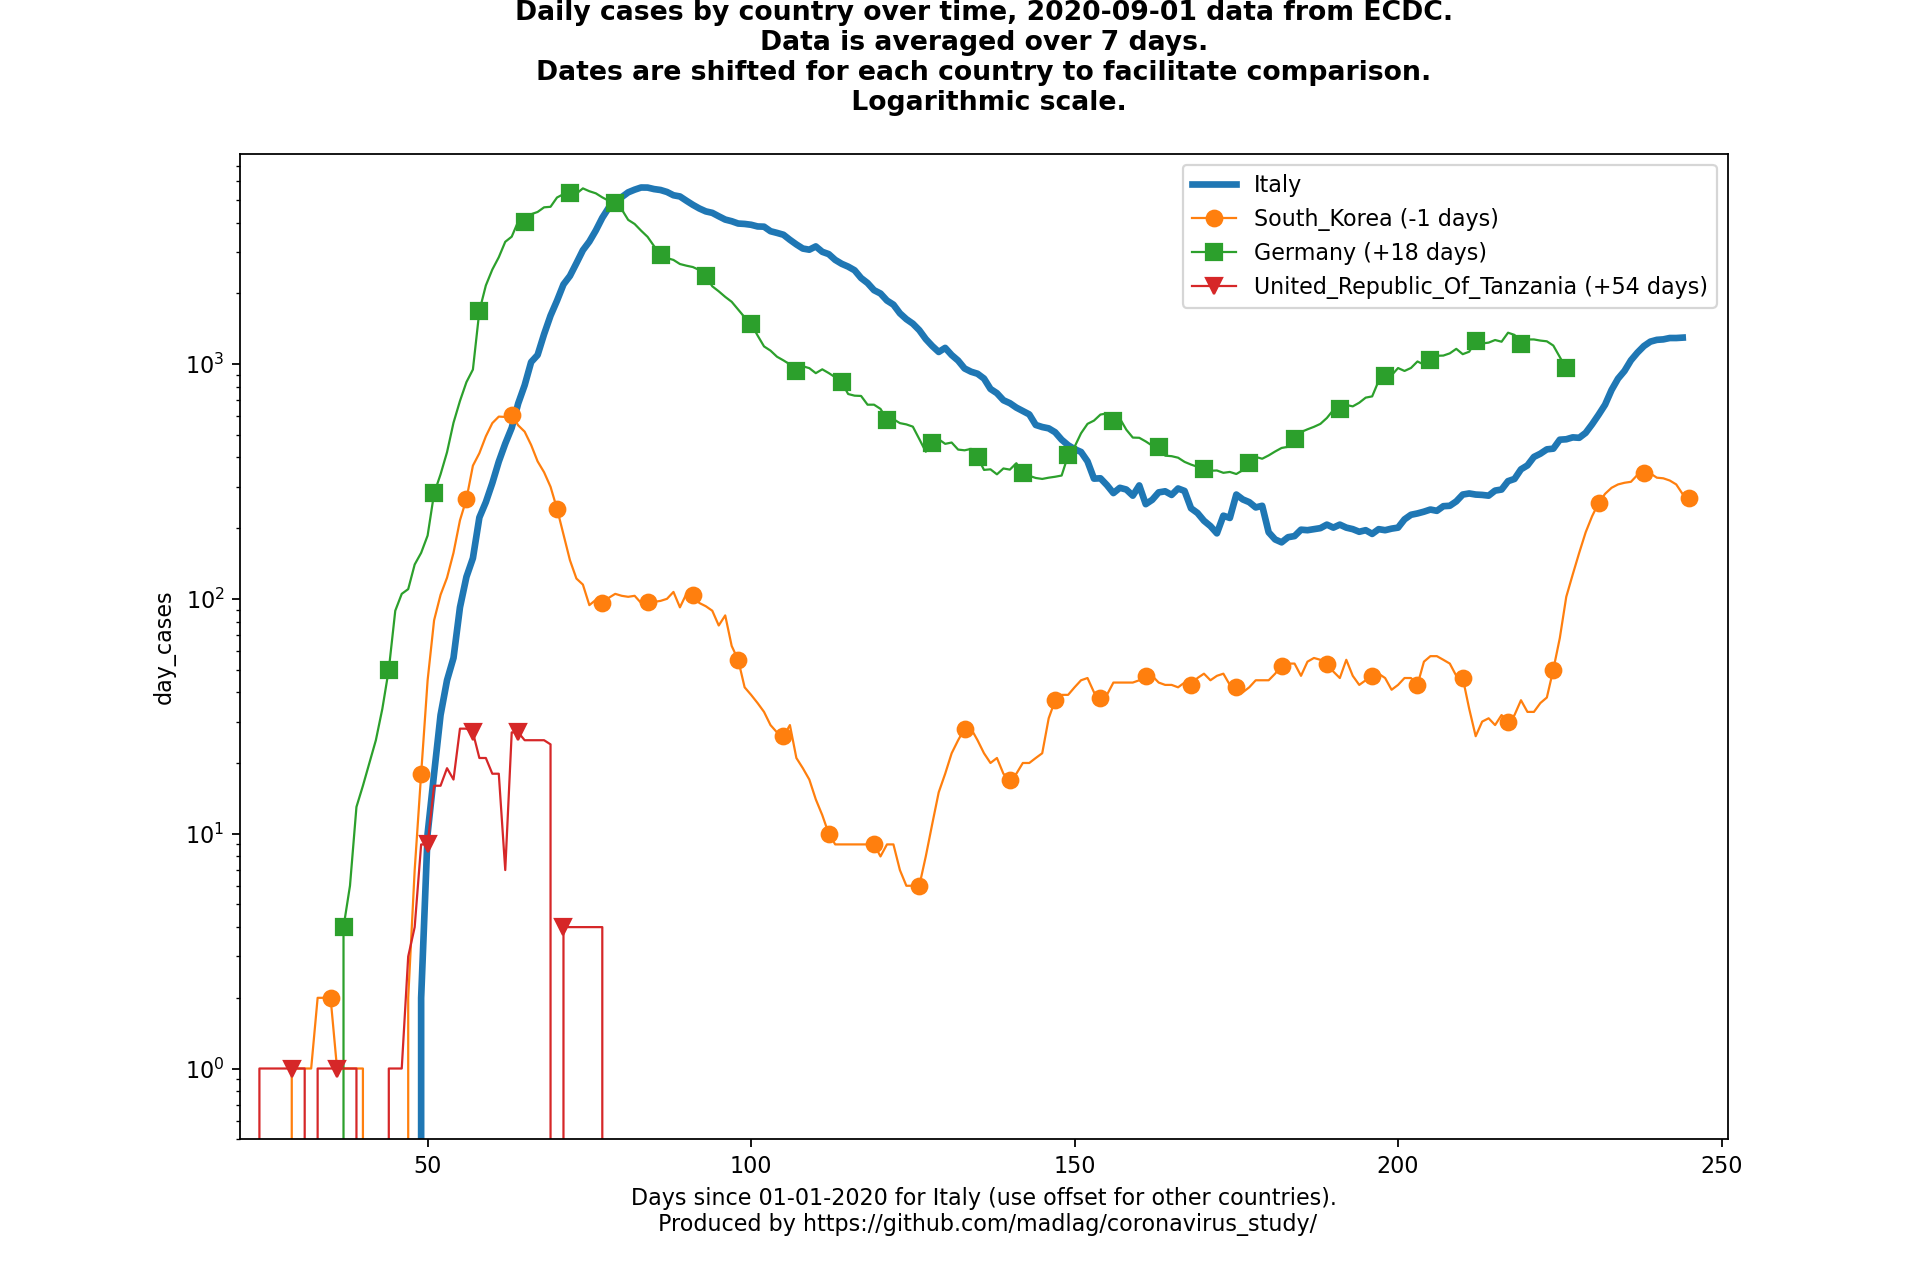 Daily cases by country over time, 2020-09-01 data from ECDC.
Data is averaged over 7 days.
Dates are shifted for each country to facilitate comparison.
Logarithmic scale.
Italy
South_Korea (-1 days)
Germany (+18 days)
United_Republic_Of_Tanzania (+54 days)
10³
10²
10¹
10⁰
day_cases
50
100
150
200
250
Days since 01-01-2020 for Italy (use offset for other countries).
Produced by https://github.com/madlag/coronavirus_study/